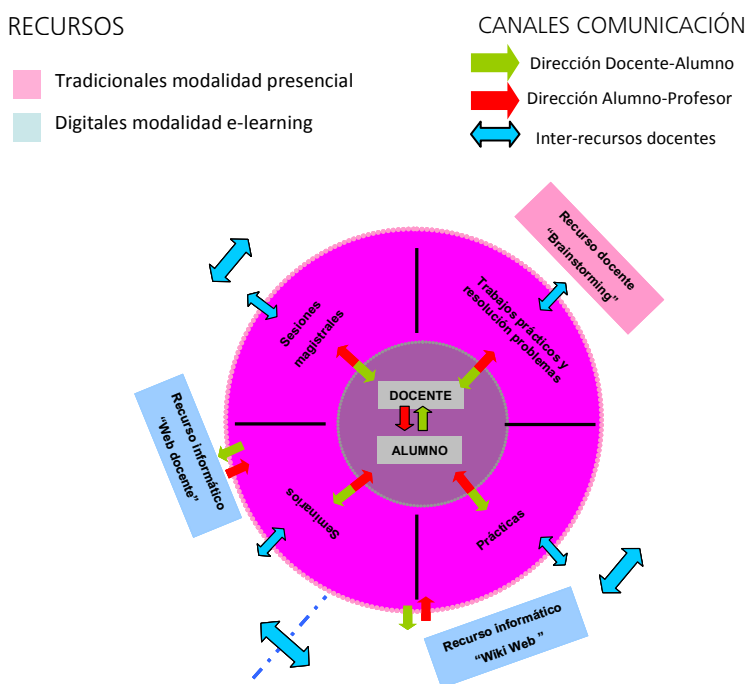 RECURSOS
Tradicionales modalidad presencial
Digitales modalidad e-learning
CANALES COMUNICACIÓN
Dirección Docente-Alumno
Dirección Alumno-Profesor
Inter-recursos docentes
Recurso docente
“Brainstorming”
Sesiones
magistrales
Trabajos prácticos y
resolución problemas
DOCENTE
ALUMNO
Recurso informático
“Web docente”
Seminarios
Prácticas
Recurso informático
“Wiki Web ”